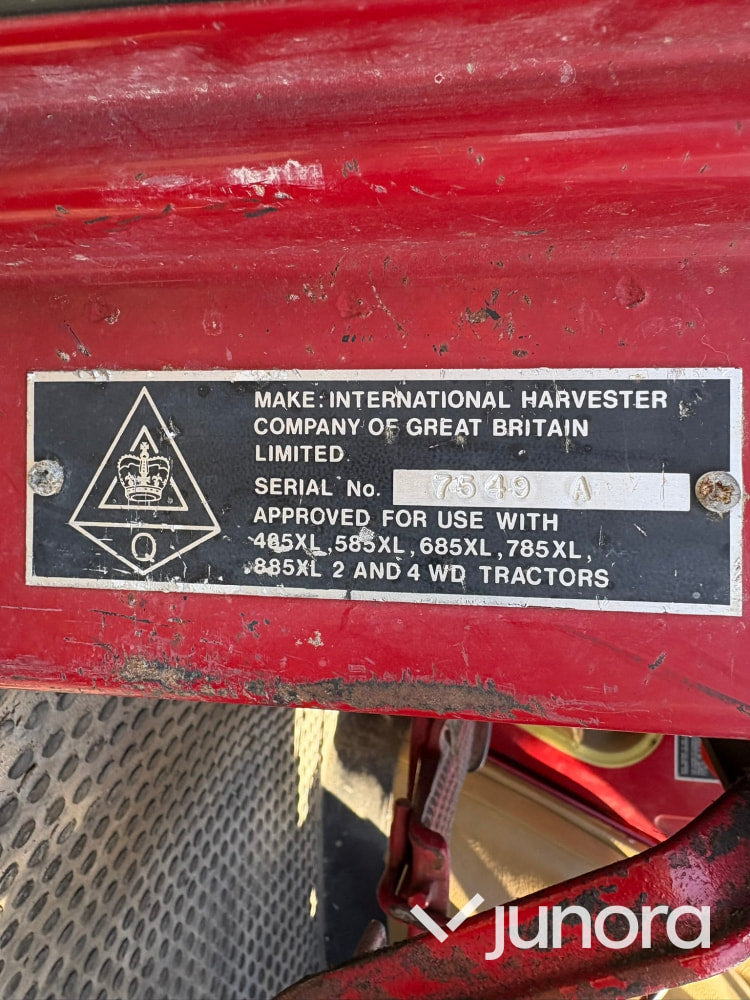 MAKE: INTERNATIONAL HARVESTER
COMPANY OF GREAT BRITAIN
LIMITED.
SERIAL No. 7549 A
APPROVED FOR USE WITH
485XL, 585XL, 685XL, 785XL,
885XL 2 AND 4 WD TRACTORS
Q
junora